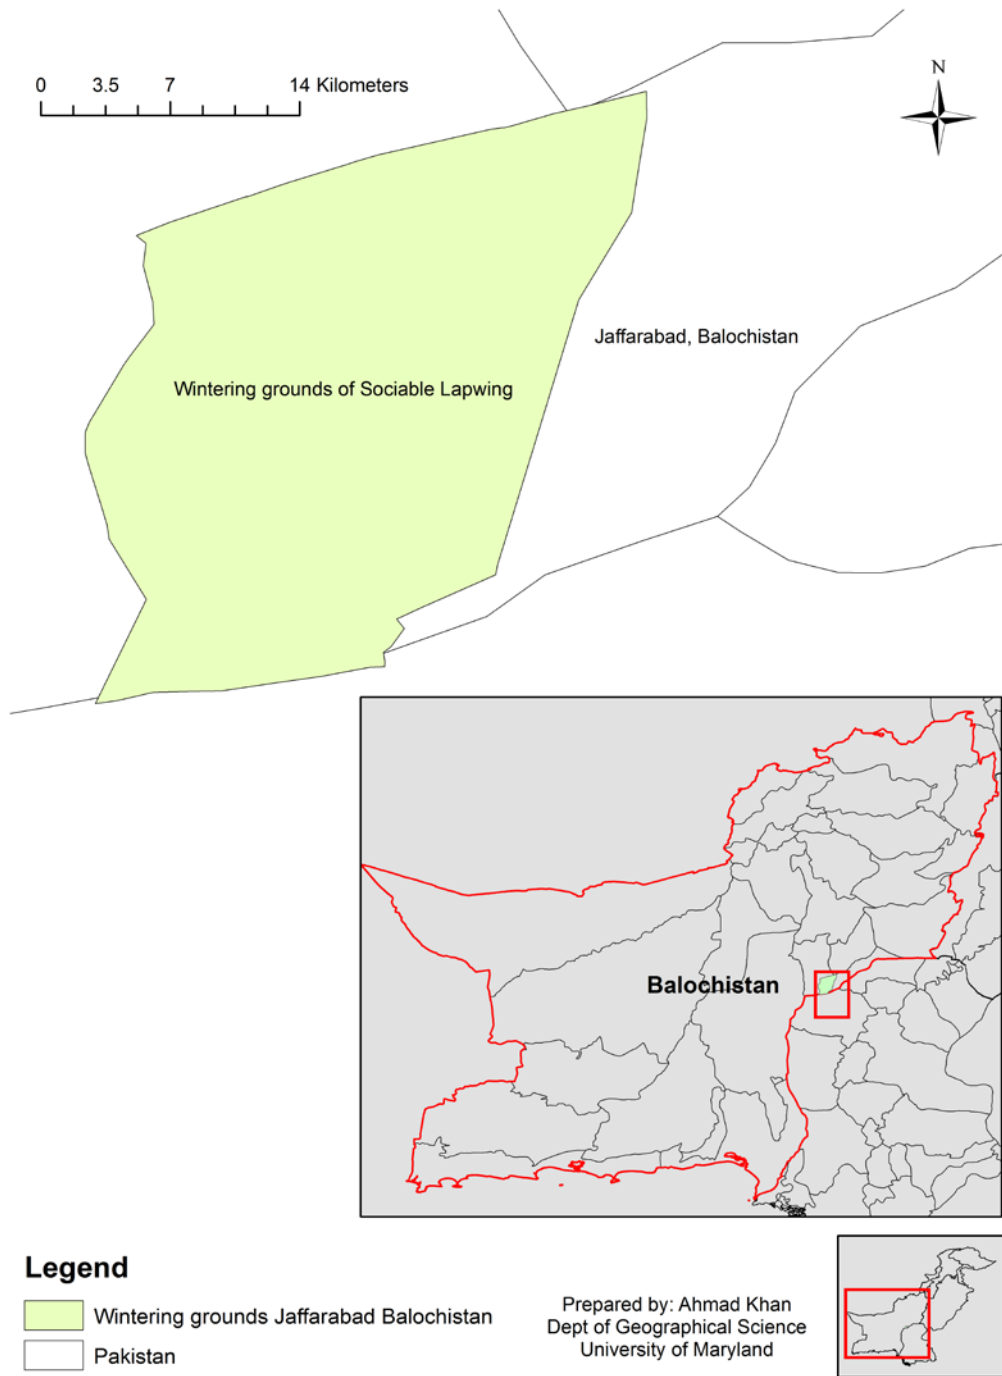 0 3.5 7 14 Kilometers
N
Jaffarabad, Balochistan
Wintering grounds of Sociable Lapwing
Balochistan
Legend
Wintering grounds Jaffarabad Balochistan
Pakistan
Prepared by: Ahmad Khan
Dept of Geographical Science
University of Maryland